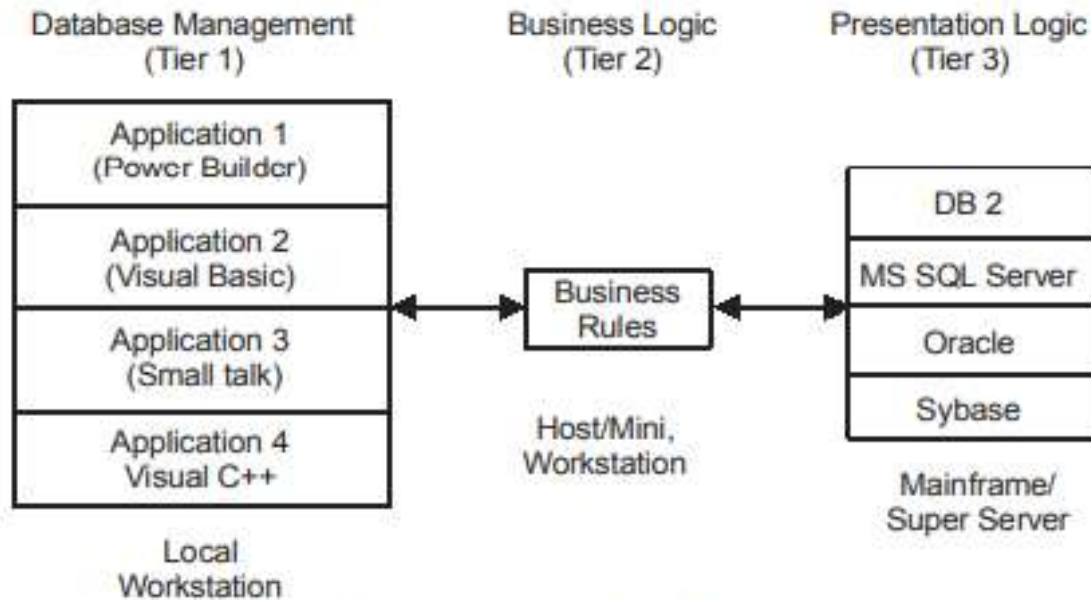 Database Management
(Tier 1)
Business Logic
(Tier 2)
Presentation Logic
(Tier 3)
Application 1
(Power Builder)
Application 2
(Visual Basic)
Application 3
(Small talk)
Application 4
Visual C++
Local
Workstation
Business
Rules
Host/Mini,
Workstation
DB 2
MS SQL Server
Oracle
Sybase
Mainframe/
Super Server